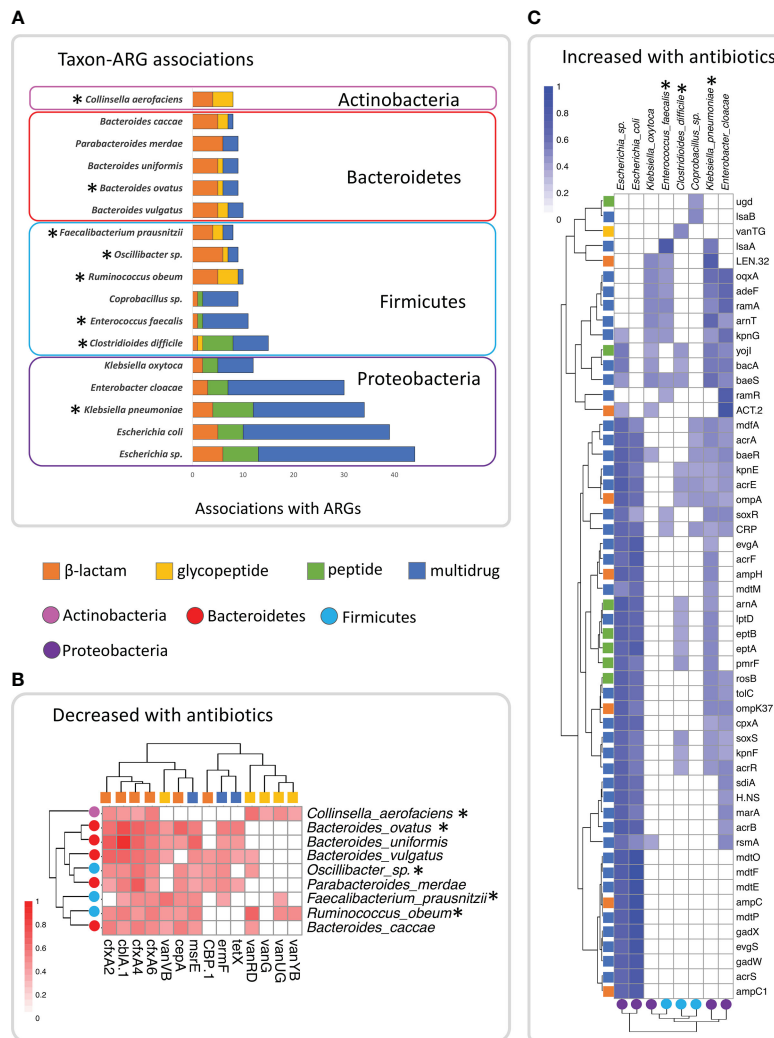 A
Taxon-ARG associations
* Collinsella aerofaciens
Actinobacteria
Bacteroides caccae
Parabacteroides merdae
Bacteroides uniformis
* Bacteroides ovatus
Bacteroides vulgatus
Bacteroidetes
* Faecalibacterium prausnitzii
* Oscillibacter sp.
* Ruminococcus obeum
Coprobacillus sp.
* Enterococcus faecalis
* Clostridioides difficile
Firmicutes
Klebsiella oxytoca
Enterobacter cloacae
* Klebsiella pneumoniae
Escherichia coli
Escherichia sp.
Proteobacteria
0 10 20 30 40
Associations with ARGs
β-lactam glycopeptide peptide multidrug
Actinobacteria Bacteroidetes Firmicutes
Proteobacteria
B
Decreased with antibiotics
Collinsella_aerofaciens *
Bacteroides_ovatus *
Bacteroides_uniformis
Bacteroides_vulgatus
Oscillibacter_sp. *
Parabacteroides_merdae
Faecalibacterium_prausnitzii *
Ruminococcus_obeum *
Bacteroides_caccae
cfxA2
cblA.1
cfxA4
cfxA6
vanVB
cepA
msrE
CBP.1
ermF
tetX
vanRD
vanG
vanUG
vanYB
1
0.8
0.6
0.4
0.2
0
C
Increased with antibiotics
1
0.8
0.6
0.4
0.2
0
Escherichia_sp.
Escherichia_coli
Klebsiella_oxytoca
Enterococcus_faecalis *
Clostridioides_difficile *
Coprobacillus_sp.
Klebsiella_pneumoniae *
Enterobacter_cloacae
ugd
lsaB
vanTG
lsaA
LEN.32
oqxA
adeF
ramA
arnT
kpnG
yojI
bacA
baeS
ramR
ACT.2
mdfA
acrA
baeR
kpnE
acrE
ompA
soxR
CRP
evgA
acrF
ampH
mdtM
arnA
lptD
eptB
eptA
pmrF
rosB
tolC
ompK37
cpxA
soxS
kpnF
acrR
sdiA
H.NS
marA
acrB
rsmA
mdtO
mdtF
mdtE
ampC
mdtP
gadX
evgS
gadW
acrS
ampC1